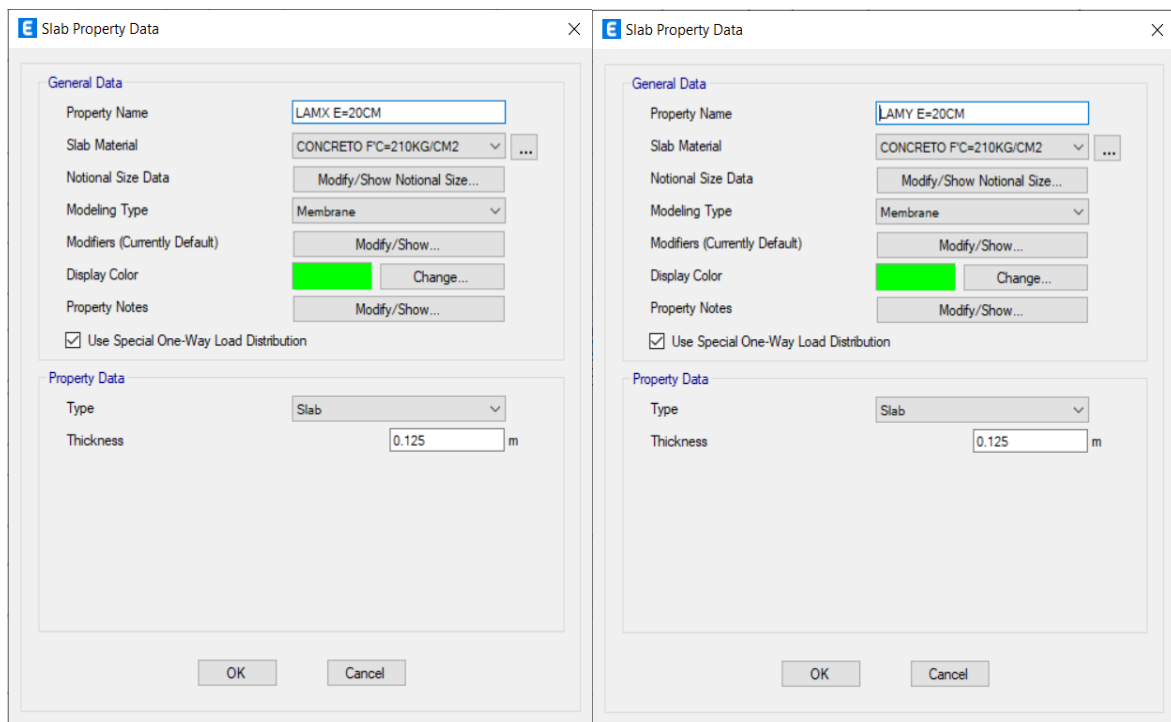 E Slab Property Data
General Data
Property Name LAMX E=20CM
Slab Material CONCRETO F'C=210KG/CM2 ...
Notional Size Data Modify/Show Notional Size...
Modeling Type Membrane
Modifiers (Currently Default) Modify/Show...
Display Color Change...
Property Notes Modify/Show...
Use Special One-Way Load Distribution
Property Data
Type Slab
Thickness 0.125 m
OK Cancel
E Slab Property Data
General Data
Property Name LAMY E=20CM
Slab Material CONCRETO F'C=210KG/CM2 ...
Notional Size Data Modify/Show Notional Size...
Modeling Type Membrane
Modifiers (Currently Default) Modify/Show...
Display Color Change...
Property Notes Modify/Show...
Use Special One-Way Load Distribution
Property Data
Type Slab
Thickness 0.125 m
OK Cancel